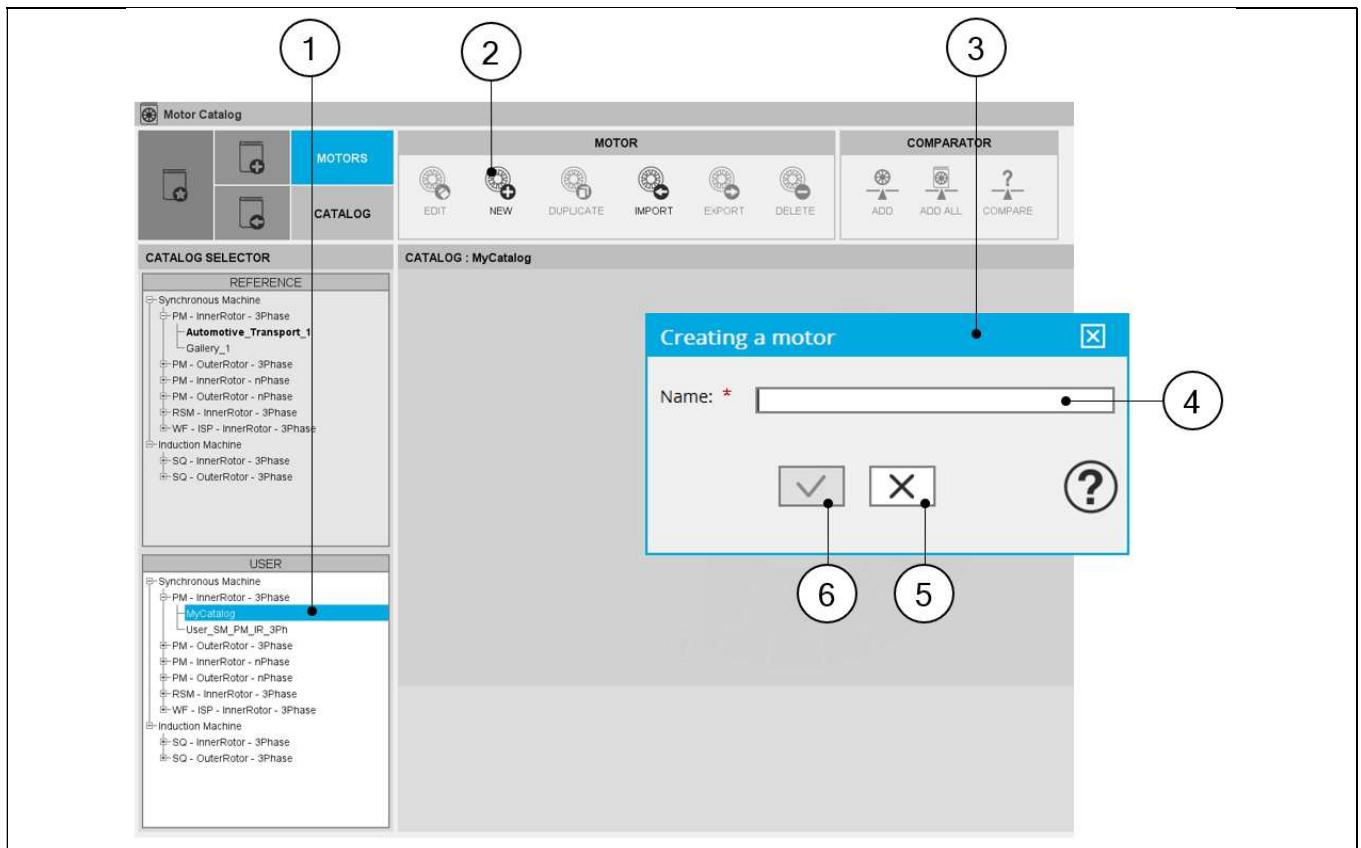 1
2
3
Motor Catalog
MOTORS
CATALOG
MOTOR
EDIT
NEW
DUPLICATE
IMPORT
EXPORT
DELETE
COMPARATOR
?
ADD
ADD ALL
COMPARE
CATALOG SELECTOR
CATALOG : MyCatalog
REFERENCE
Synchronous Machine
PM - InnerRotor - 3Phase
Automotive_Transport_1
Gallery_1
PM - OuterRotor - 3Phase
PM - InnerRotor - nPhase
PM - OuterRotor - nPhase
RSM - InnerRotor - 3Phase
WF - ISP - InnerRotor - 3Phase
Induction Machine
SQ - InnerRotor - 3Phase
SQ - OuterRotor - 3Phase
Creating a motor
Name: *
4
?
6
5
USER
Synchronous Machine
PM - InnerRotor - 3Phase
MyCatalog
User_SM_PM_IR_3Ph
PM - OuterRotor - 3Phase
PM - InnerRotor - nPhase
PM - OuterRotor - nPhase
RSM - InnerRotor - 3Phase
WF - ISP - InnerRotor - 3Phase
Induction Machine
SQ - InnerRotor - 3Phase
SQ - OuterRotor - 3Phase